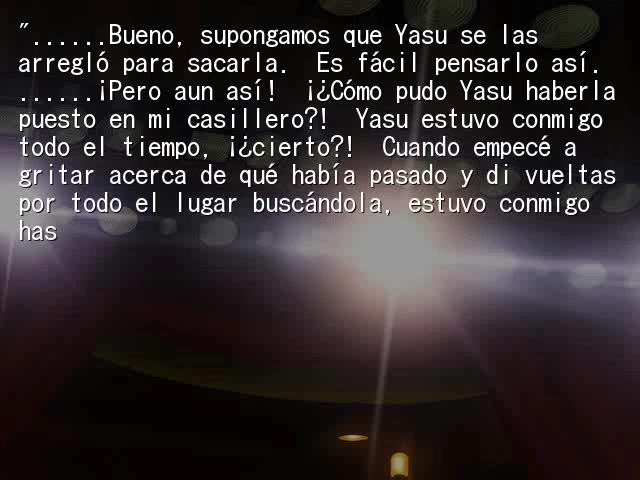 "......Bueno, supongamos que Yasu se las
arregló para sacarla.  Es fácil pensarlo así.
......¡Pero aun así!  ¡¿Cómo pudo Yasu haberla
puesto en mi casillero?!  Yasu estuvo conmigo
todo el tiempo, ¡¿cierto?!  Cuando empecé a
gritar acerca de qué había pasado y di vueltas
por todo el lugar buscándola, estuvo conmigo
has